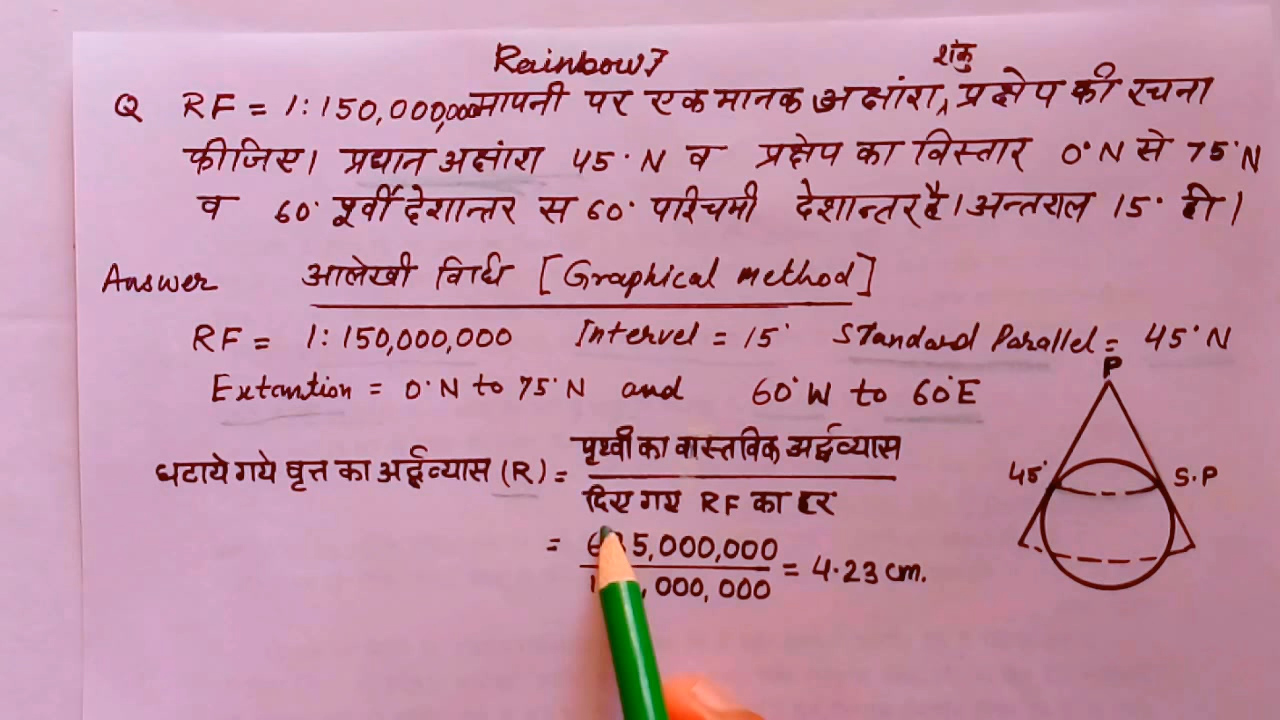 Rainbow7
Q RF = 1:150,000,000 मापनी पर एक मानक अक्षांश शंकु प्रक्षेप की रचना
कीजिए। प्रधान अक्षांश 45°N व प्रक्षेप का विस्तार 0°N से 75°N
व 60° पूर्वी देशान्तर स 60° पश्चिमी देशान्तर है। अन्तराल 15° हो।
Answer आलेखी विधि [Graphical method]
RF = 1:150,000,000 Interval = 15° Standard Parallel = 45°N
Extantion = 0°N to 75°N and 60°W to 60°E
P
घटाये गये वृत्त का अर्द्धव्यास (R) = पृथ्वी का वास्तविक अर्द्धव्यास
दिए गए RF का हर
45° S.P
= 5,000,000 = 4.23 cm.
,000,000